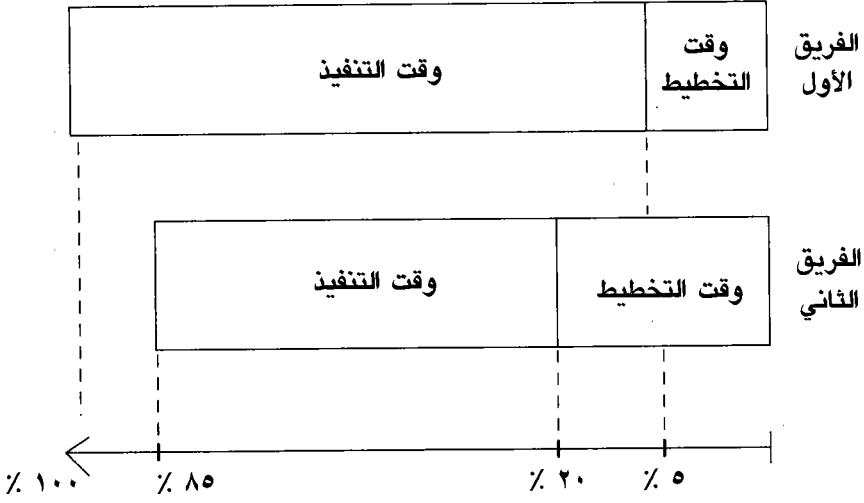 الفريق
الأول
وقت
التخطيط
وقت التنفيذ
الفريق
الثاني
وقت التخطيط
وقت التنفيذ
٥ ٪
٢٠ ٪
٨٥ ٪
١٠٠ ٪